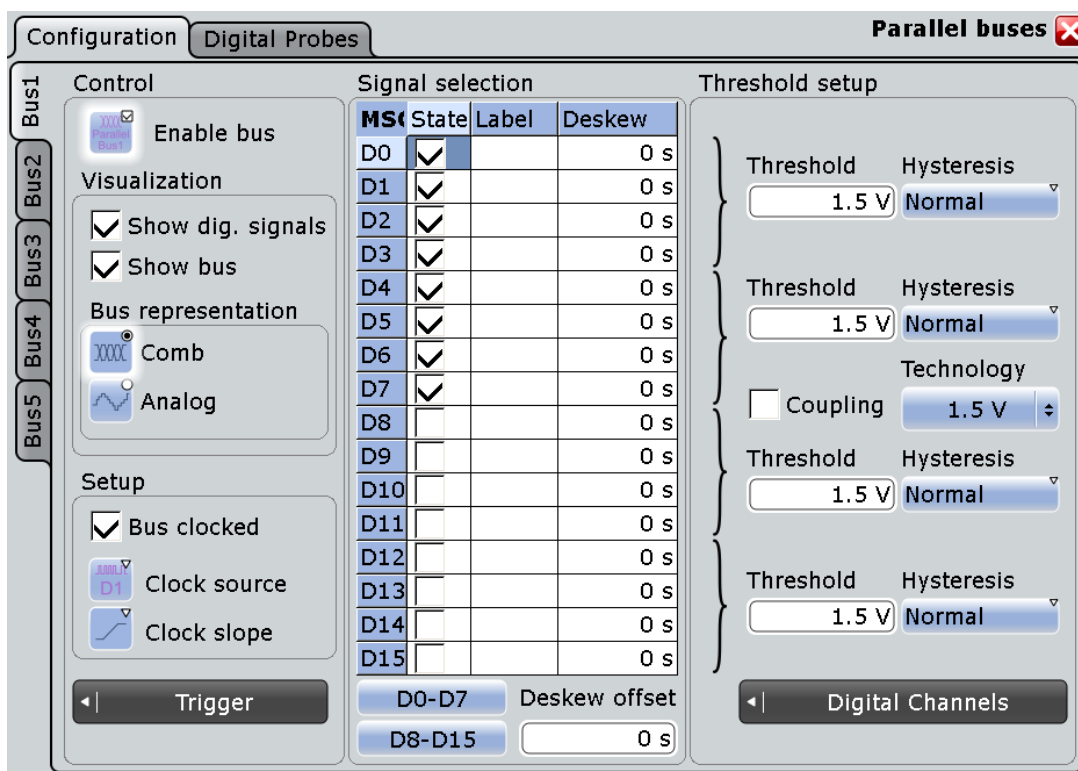 Configuration
Digital Probes
Parallel buses
Bus1
Bus2
Bus3
Bus4
Bus5
Control
Parallel
Bus1
Enable bus
Visualization
Show dig. signals
Show bus
Bus representation
Comb
Analog
Setup
Bus clocked
D1
Clock source
Clock slope
Trigger
Signal selection
MS( State Label Deskew
D0 0 s
D1 0 s
D2 0 s
D3 0 s
D4 0 s
D5 0 s
D6 0 s
D7 0 s
D8 0 s
D9 0 s
D10 0 s
D11 0 s
D12 0 s
D13 0 s
D14 0 s
D15 0 s
D0-D7
D8-D15
Deskew offset
0 s
Threshold setup
Threshold Hysteresis
1.5 V Normal
Threshold Hysteresis
1.5 V Normal
Technology
Coupling 1.5 V
Threshold Hysteresis
1.5 V Normal
Threshold Hysteresis
1.5 V Normal
Digital Channels